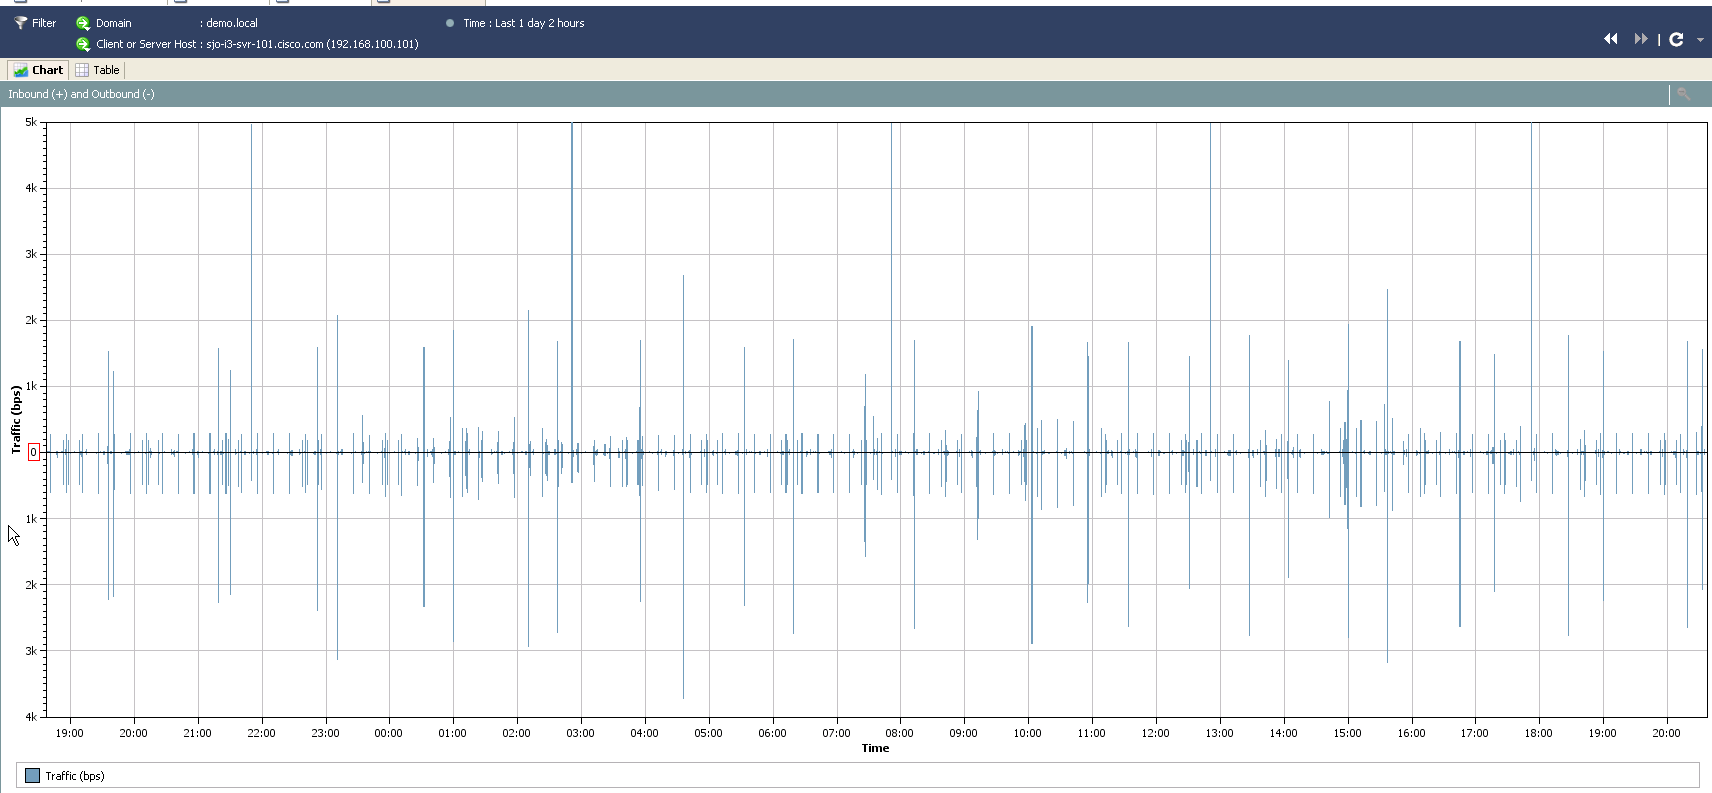 Filter
Domain : demo.local
Time : Last 1 day 2 hours
Client or Server Host : sjo-i3-svr-101.cisco.com (192.168.100.101)
Chart
Table
Inbound (+) and Outbound (-)
5k
4k
3k
2k
1k
0
1k
2k
3k
4k
Traffic (bps)
19:00 20:00 21:00 22:00 23:00 00:00 01:00 02:00 03:00 04:00 05:00 06:00 07:00 08:00 09:00 10:00 11:00 12:00 13:00 14:00 15:00 16:00 17:00 18:00 19:00 20:00
Time
Traffic (bps)